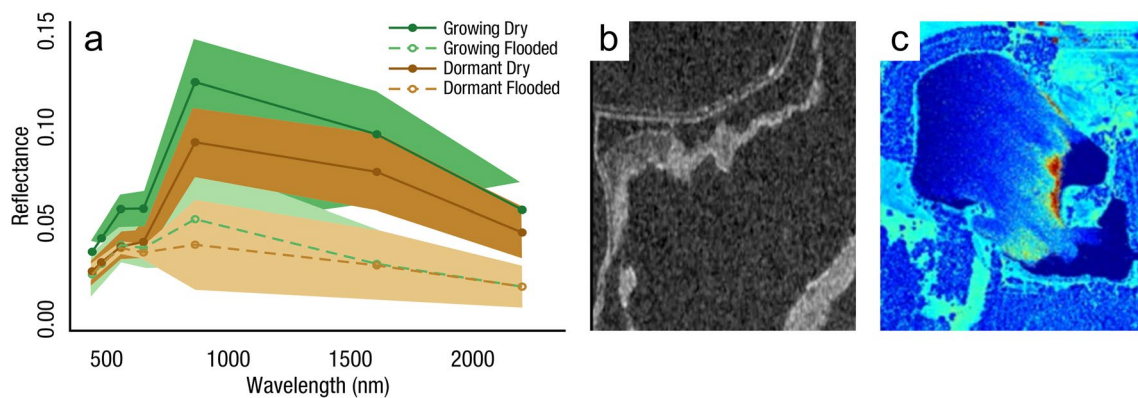 a
Growing Dry
Growing Flooded
Dormant Dry
Dormant Flooded
0.15
0.10
0.05
0.00
Reflectance
500 1000 1500 2000
Wavelength (nm)
b
c